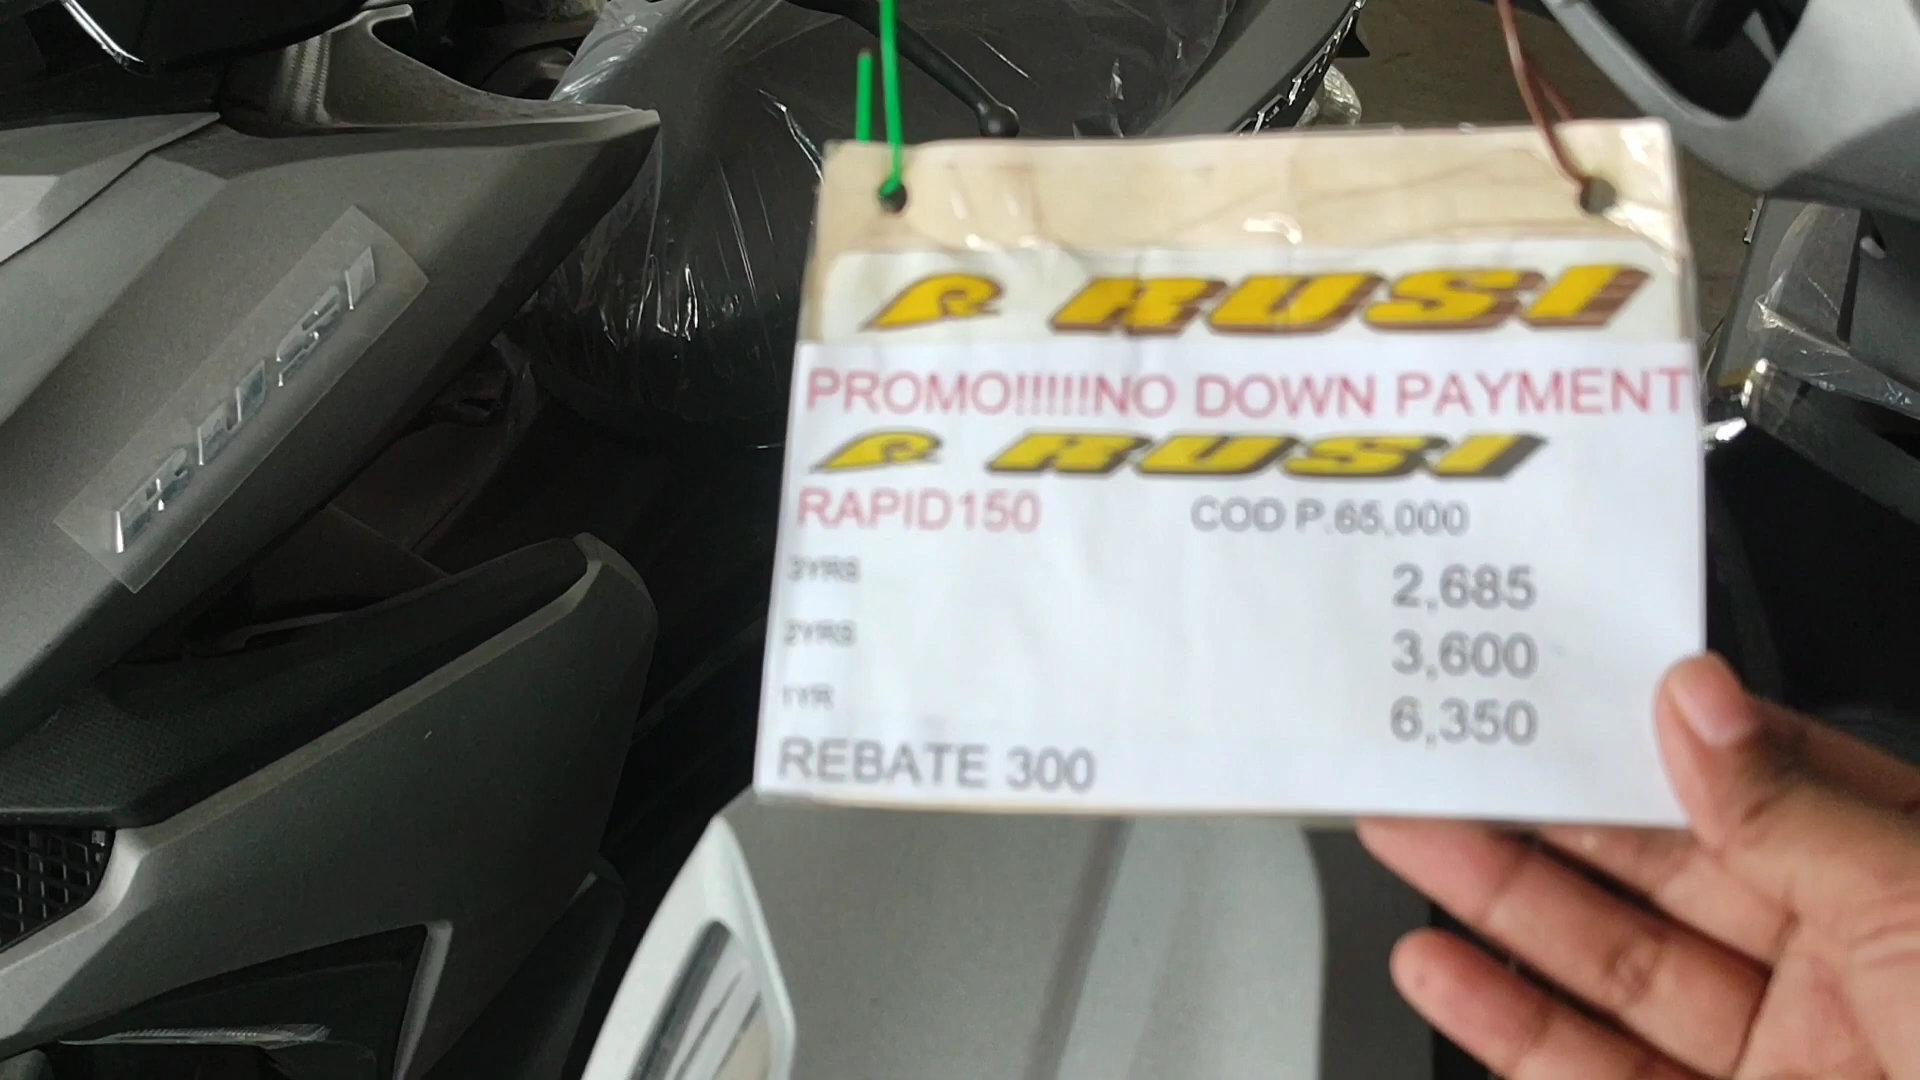 RUSI
RUSI
PROMO!!!!!!NO DOWN PAYMENT
RUSI
RAPID150 COD P.65,000
3YRS 2,685
2YRS 3,600
1YR 6,350
REBATE 300